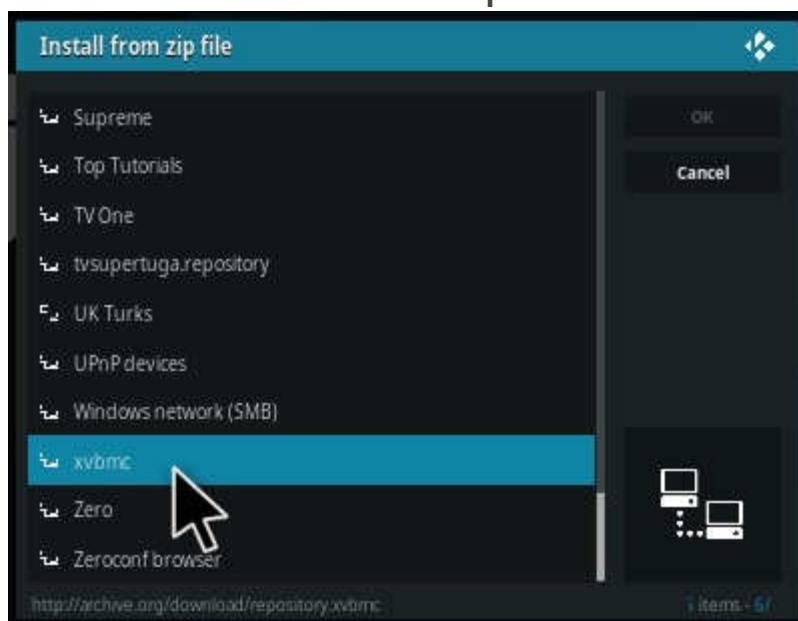 Install from zip file
Supreme
OK
Top Tutorials
Cancel
TV One
tvsupertuga.repository
UK Turks
UPnP devices
Windows network (SMB)
xvbmc
Zero
Zeroconf browser
http://archive.org/download/repository.xvbmc
items -